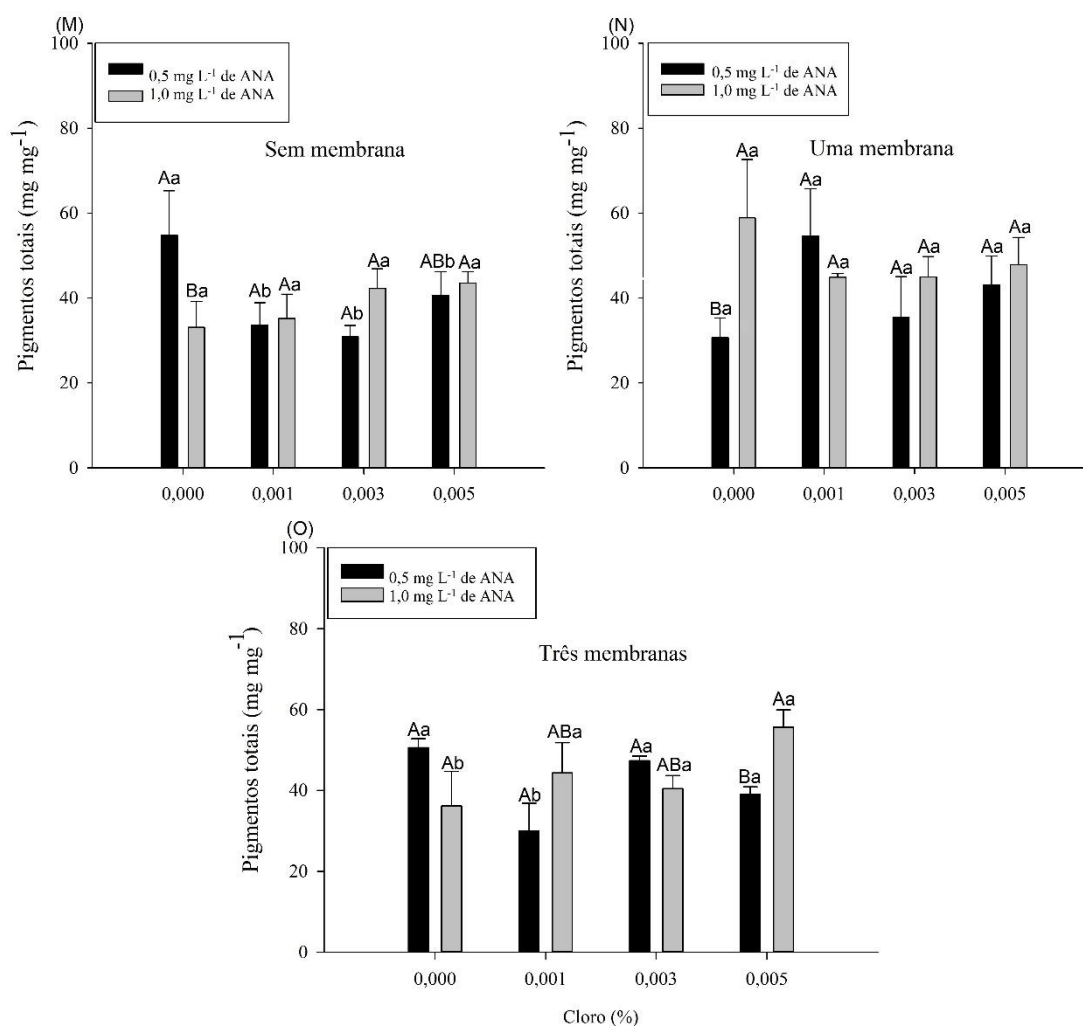 (M)
100
80
60
40
20
0
Pigmentos totais (mg mg⁻¹)
0,5 mg L⁻¹ de ANA
1,0 mg L⁻¹ de ANA
Sem membrana
Aa
Ba
Ab
Aa
Ab
Aa
ABb
Aa
0,000 0,001 0,003 0,005
(N)
100
80
60
40
20
0
Pigmentos totais (mg mg⁻¹)
0,5 mg L⁻¹ de ANA
1,0 mg L⁻¹ de ANA
Uma membrana
Ba
Aa
Aa
Aa
Aa
Aa
Aa
Aa
0,000 0,001 0,003 0,005
(O)
100
80
60
40
20
0
Pigmentos totais (mg mg⁻¹)
0,5 mg L⁻¹ de ANA
1,0 mg L⁻¹ de ANA
Três membranas
Aa
Ab
Ab
ABa
Aa
ABa
Ba
Aa
0,000 0,001 0,003 0,005
Cloro (%)